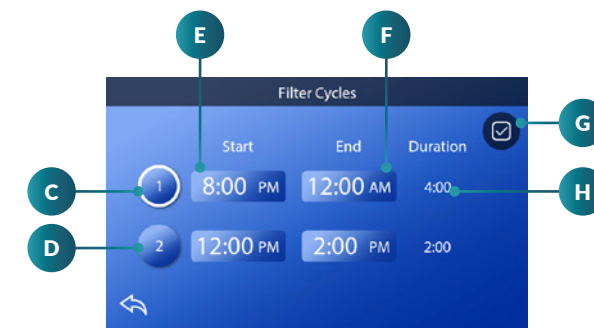 E F
Filter Cycles
G
Start End Duration
C 1 8:00 PM 12:00 AM 4:00 H
D 2 12:00 PM 2:00 PM 2:00